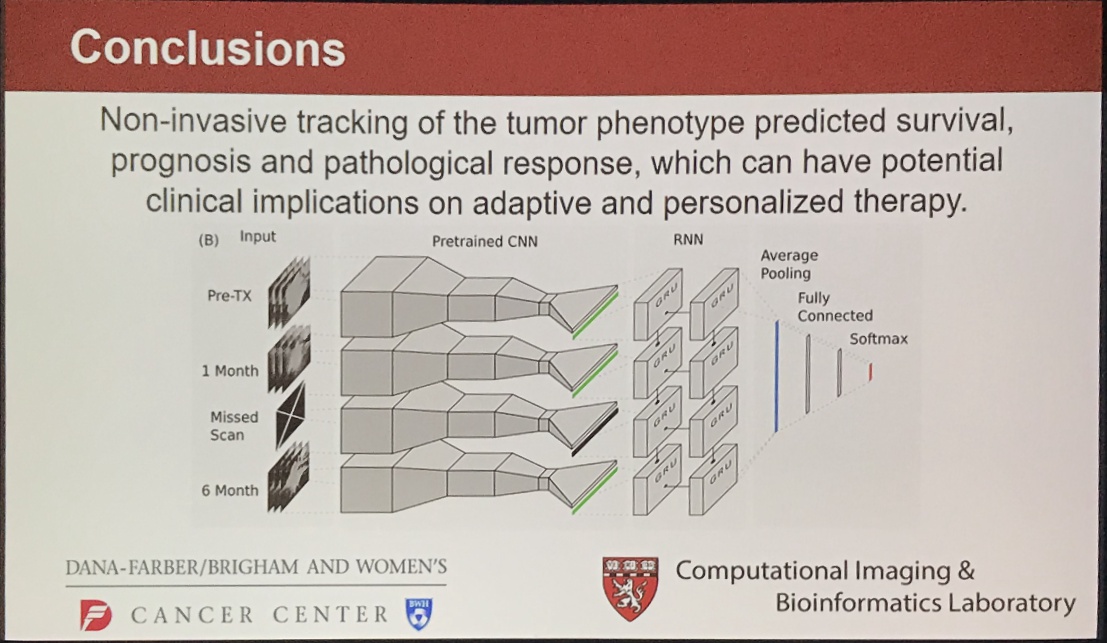 Conclusions
Non-invasive tracking of the tumor phenotype predicted survival,
prognosis and pathological response, which can have potential
clinical implications on adaptive and personalized therapy.
(B) Input
Pretrained CNN
RNN
Average
Pooling
Fully
Connected
Softmax
Pre-TX
1 Month
Missed
Scan
6 Month
GRU GRU
GRU GRU
GRU GRU
GRU GRU
DANA-FARBER/BRIGHAM AND WOMEN'S
CANCER CENTER
BWH
Computational Imaging &
Bioinformatics Laboratory